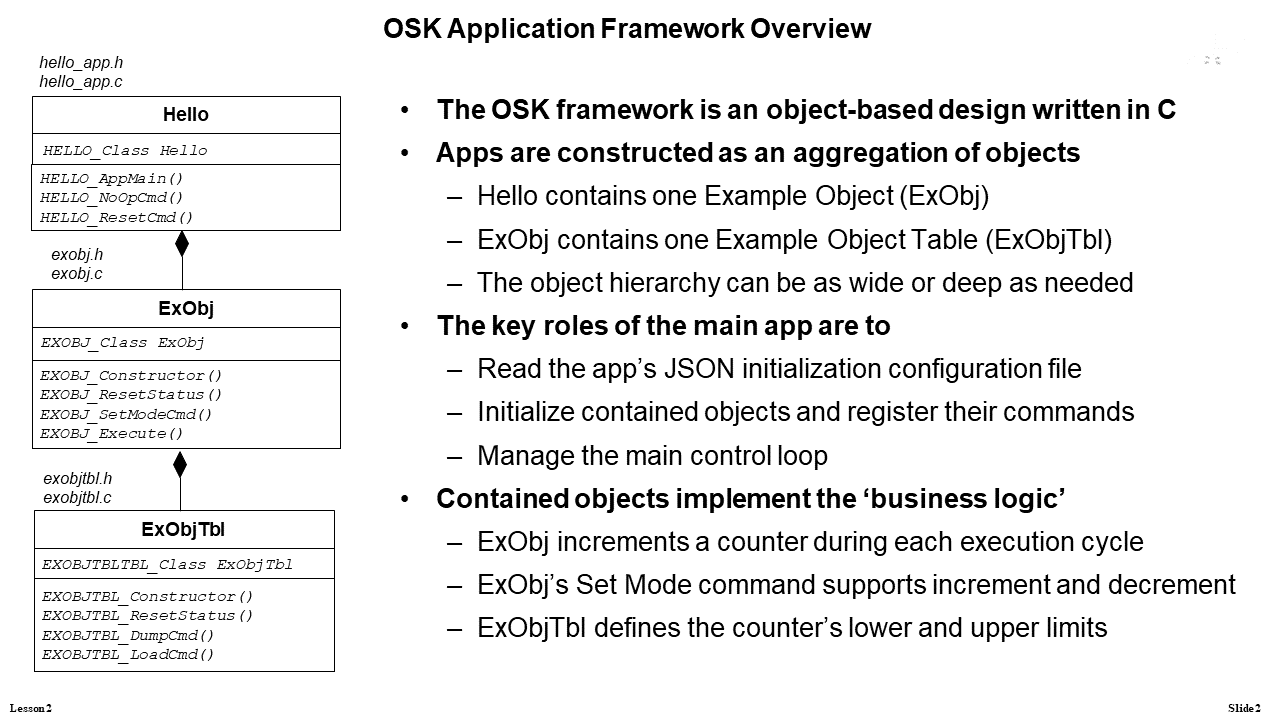 OSK Application Framework Overview
hello_app.h
hello_app.c
Hello
HELLO_Class Hello
HELLO_AppMain()
HELLO_NoOpCmd()
HELLO_ResetCmd()
exobj.h
exobj.c
ExObj
EXOBJ_Class ExObj
EXOBJ_Constructor()
EXOBJ_ResetStatus()
EXOBJ_SetModeCmd()
EXOBJ_Execute()
exobjtbl.h
exobjtbl.c
ExObjTbl
EXOBJTBLTBL_Class ExObjTbl
EXOBJTBL_Constructor()
EXOBJTBL_ResetStatus()
EXOBJTBL_DumpCmd()
EXOBJTBL_LoadCmd()
• The OSK framework is an object-based design written in C
• Apps are constructed as an aggregation of objects
– Hello contains one Example Object (ExObj)
– ExObj contains one Example Object Table (ExObjTbl)
– The object hierarchy can be as wide or deep as needed
• The key roles of the main app are to
– Read the app’s JSON initialization configuration file
– Initialize contained objects and register their commands
– Manage the main control loop
• Contained objects implement the ‘business logic’
– ExObj increments a counter during each execution cycle
– ExObj’s Set Mode command supports increment and decrement
– ExObjTbl defines the counter’s lower and upper limits
Lesson 2
Slide 2